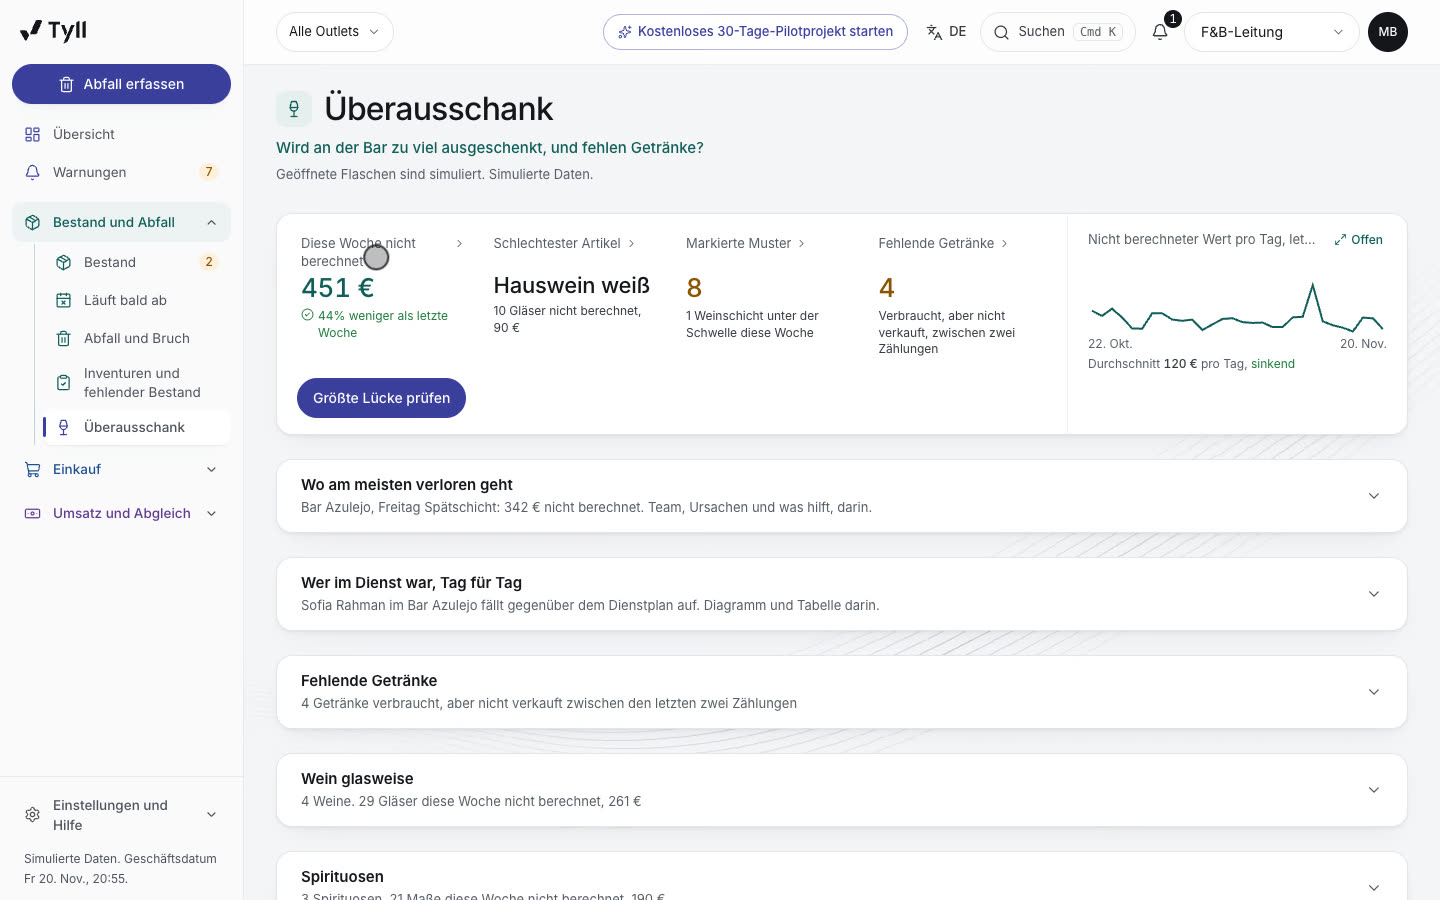 Tyll
Alle Outlets
Kostenloses 30-Tage-Pilotprojekt starten
DE
Suchen
Cmd K
1
F&B-Leitung
MB
Abfall erfassen
Übersicht
Warnungen
7
Bestand und Abfall
Bestand
2
Läuft bald ab
Abfall und Bruch
Inventuren und
fehlender Bestand
Überausschank
Einkauf
Umsatz und Abgleich
Einstellungen und
Hilfe
Simulierte Daten. Geschäftsdatum
Fr 20. Nov., 20:55.
Überausschank
Wird an der Bar zu viel ausgeschenkt, und fehlen Getränke?
Geöffnete Flaschen sind simuliert. Simulierte Daten.
Diese Woche nicht
berechnet
451 €
44% weniger als letzte
Woche
Schlechtester Artikel
Hauswein weiß
10 Gläser nicht berechnet,
90 €
Markierte Muster
8
1 Weinschicht unter der
Schwelle diese Woche
Fehlende Getränke
4
Verbraucht, aber nicht
verkauft, zwischen zwei
Zählungen
Größte Lücke prüfen
Nicht berechneter Wert pro Tag, let...
Offen
22. Okt.
20. Nov.
Durchschnitt 120 € pro Tag, sinkend
Wo am meisten verloren geht
Bar Azulejo, Freitag Spätschicht: 342 € nicht berechnet. Team, Ursachen und was hilft, darin.
Wer im Dienst war, Tag für Tag
Sofia Rahman im Bar Azulejo fällt gegenüber dem Dienstplan auf. Diagramm und Tabelle darin.
Fehlende Getränke
4 Getränke verbraucht, aber nicht verkauft zwischen den letzten zwei Zählungen
Wein glasweise
4 Weine. 29 Gläser diese Woche nicht berechnet, 261 €
Spirituosen
3 Spirituosen. 21 Maße diese Woche nicht berechnet, 190 €